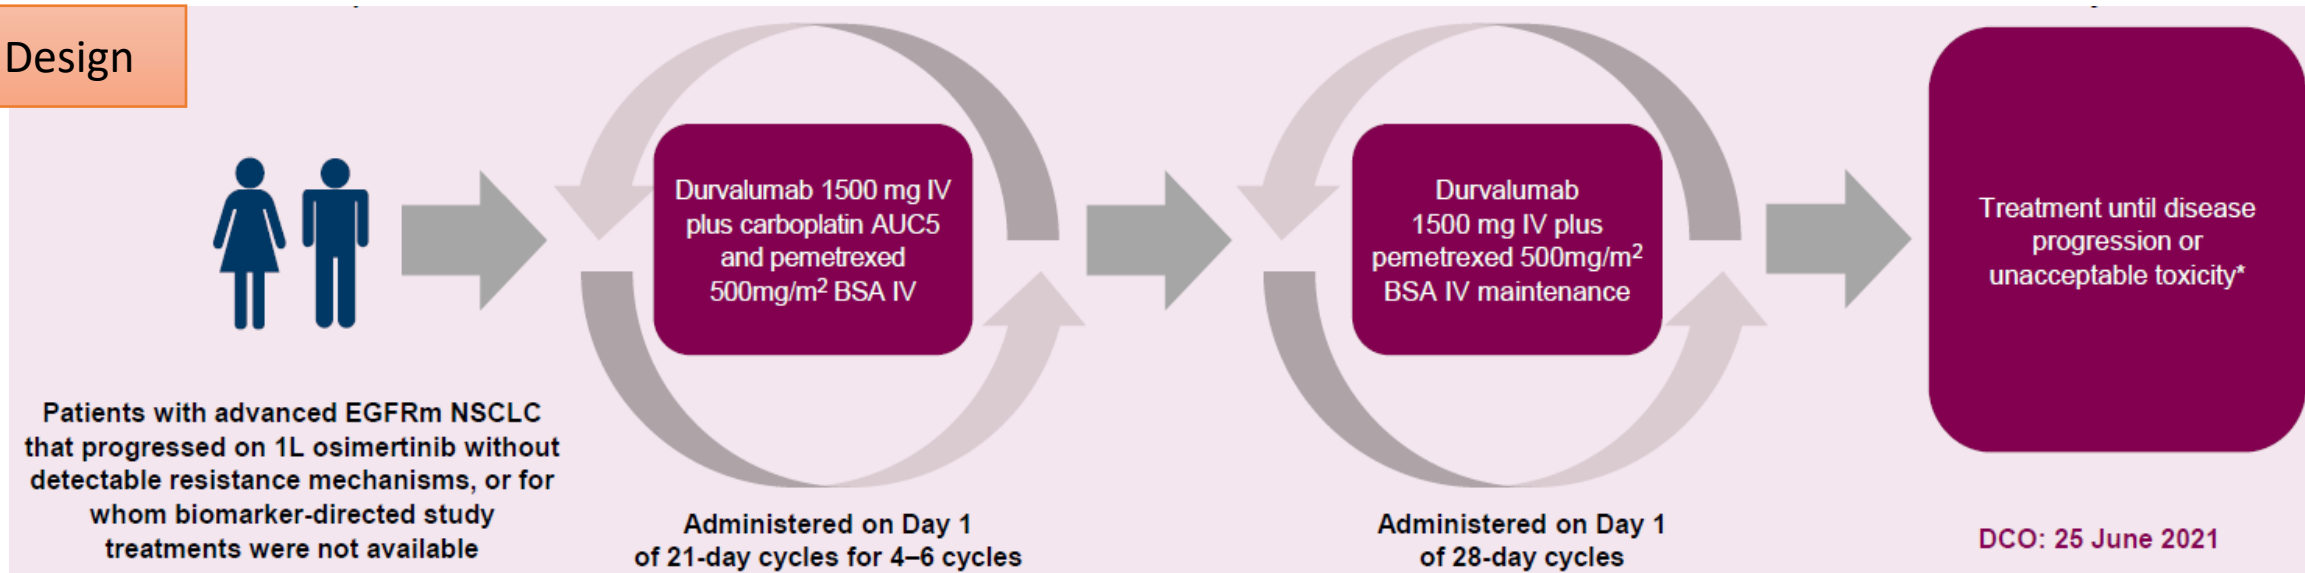 Design
Durvalumab 1500 mg IV
plus carboplatin AUC5
and pemetrexed
500mg/m² BSA IV
Durvalumab
1500 mg IV plus
pemetrexed 500mg/m²
BSA IV maintenance
Treatment until disease
progression or
unacceptable toxicity*
Patients with advanced EGFRm NSCLC
that progressed on 1L osimertinib without
detectable resistance mechanisms, or for
whom biomarker-directed study
treatments were not available
Administered on Day 1
of 21-day cycles for 4–6 cycles
Administered on Day 1
of 28-day cycles
DCO: 25 June 2021